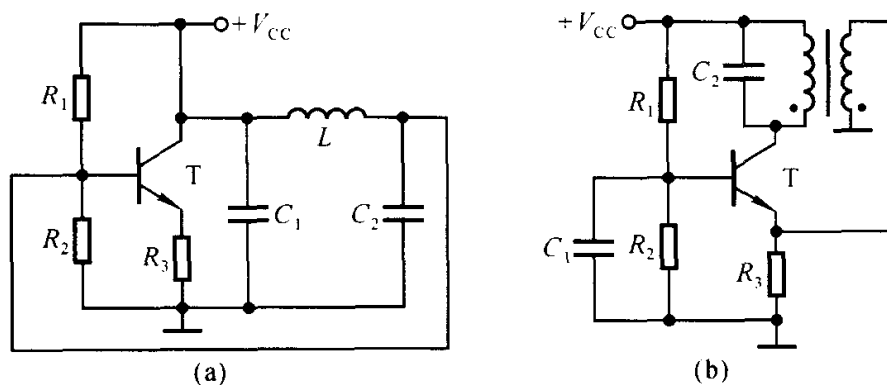 +V_CC
R_1
T
L
R_2
C_1
C_2
R_3
(a)
+V_CC
C_2
R_1
T
C_1
R_2
R_3
(b)